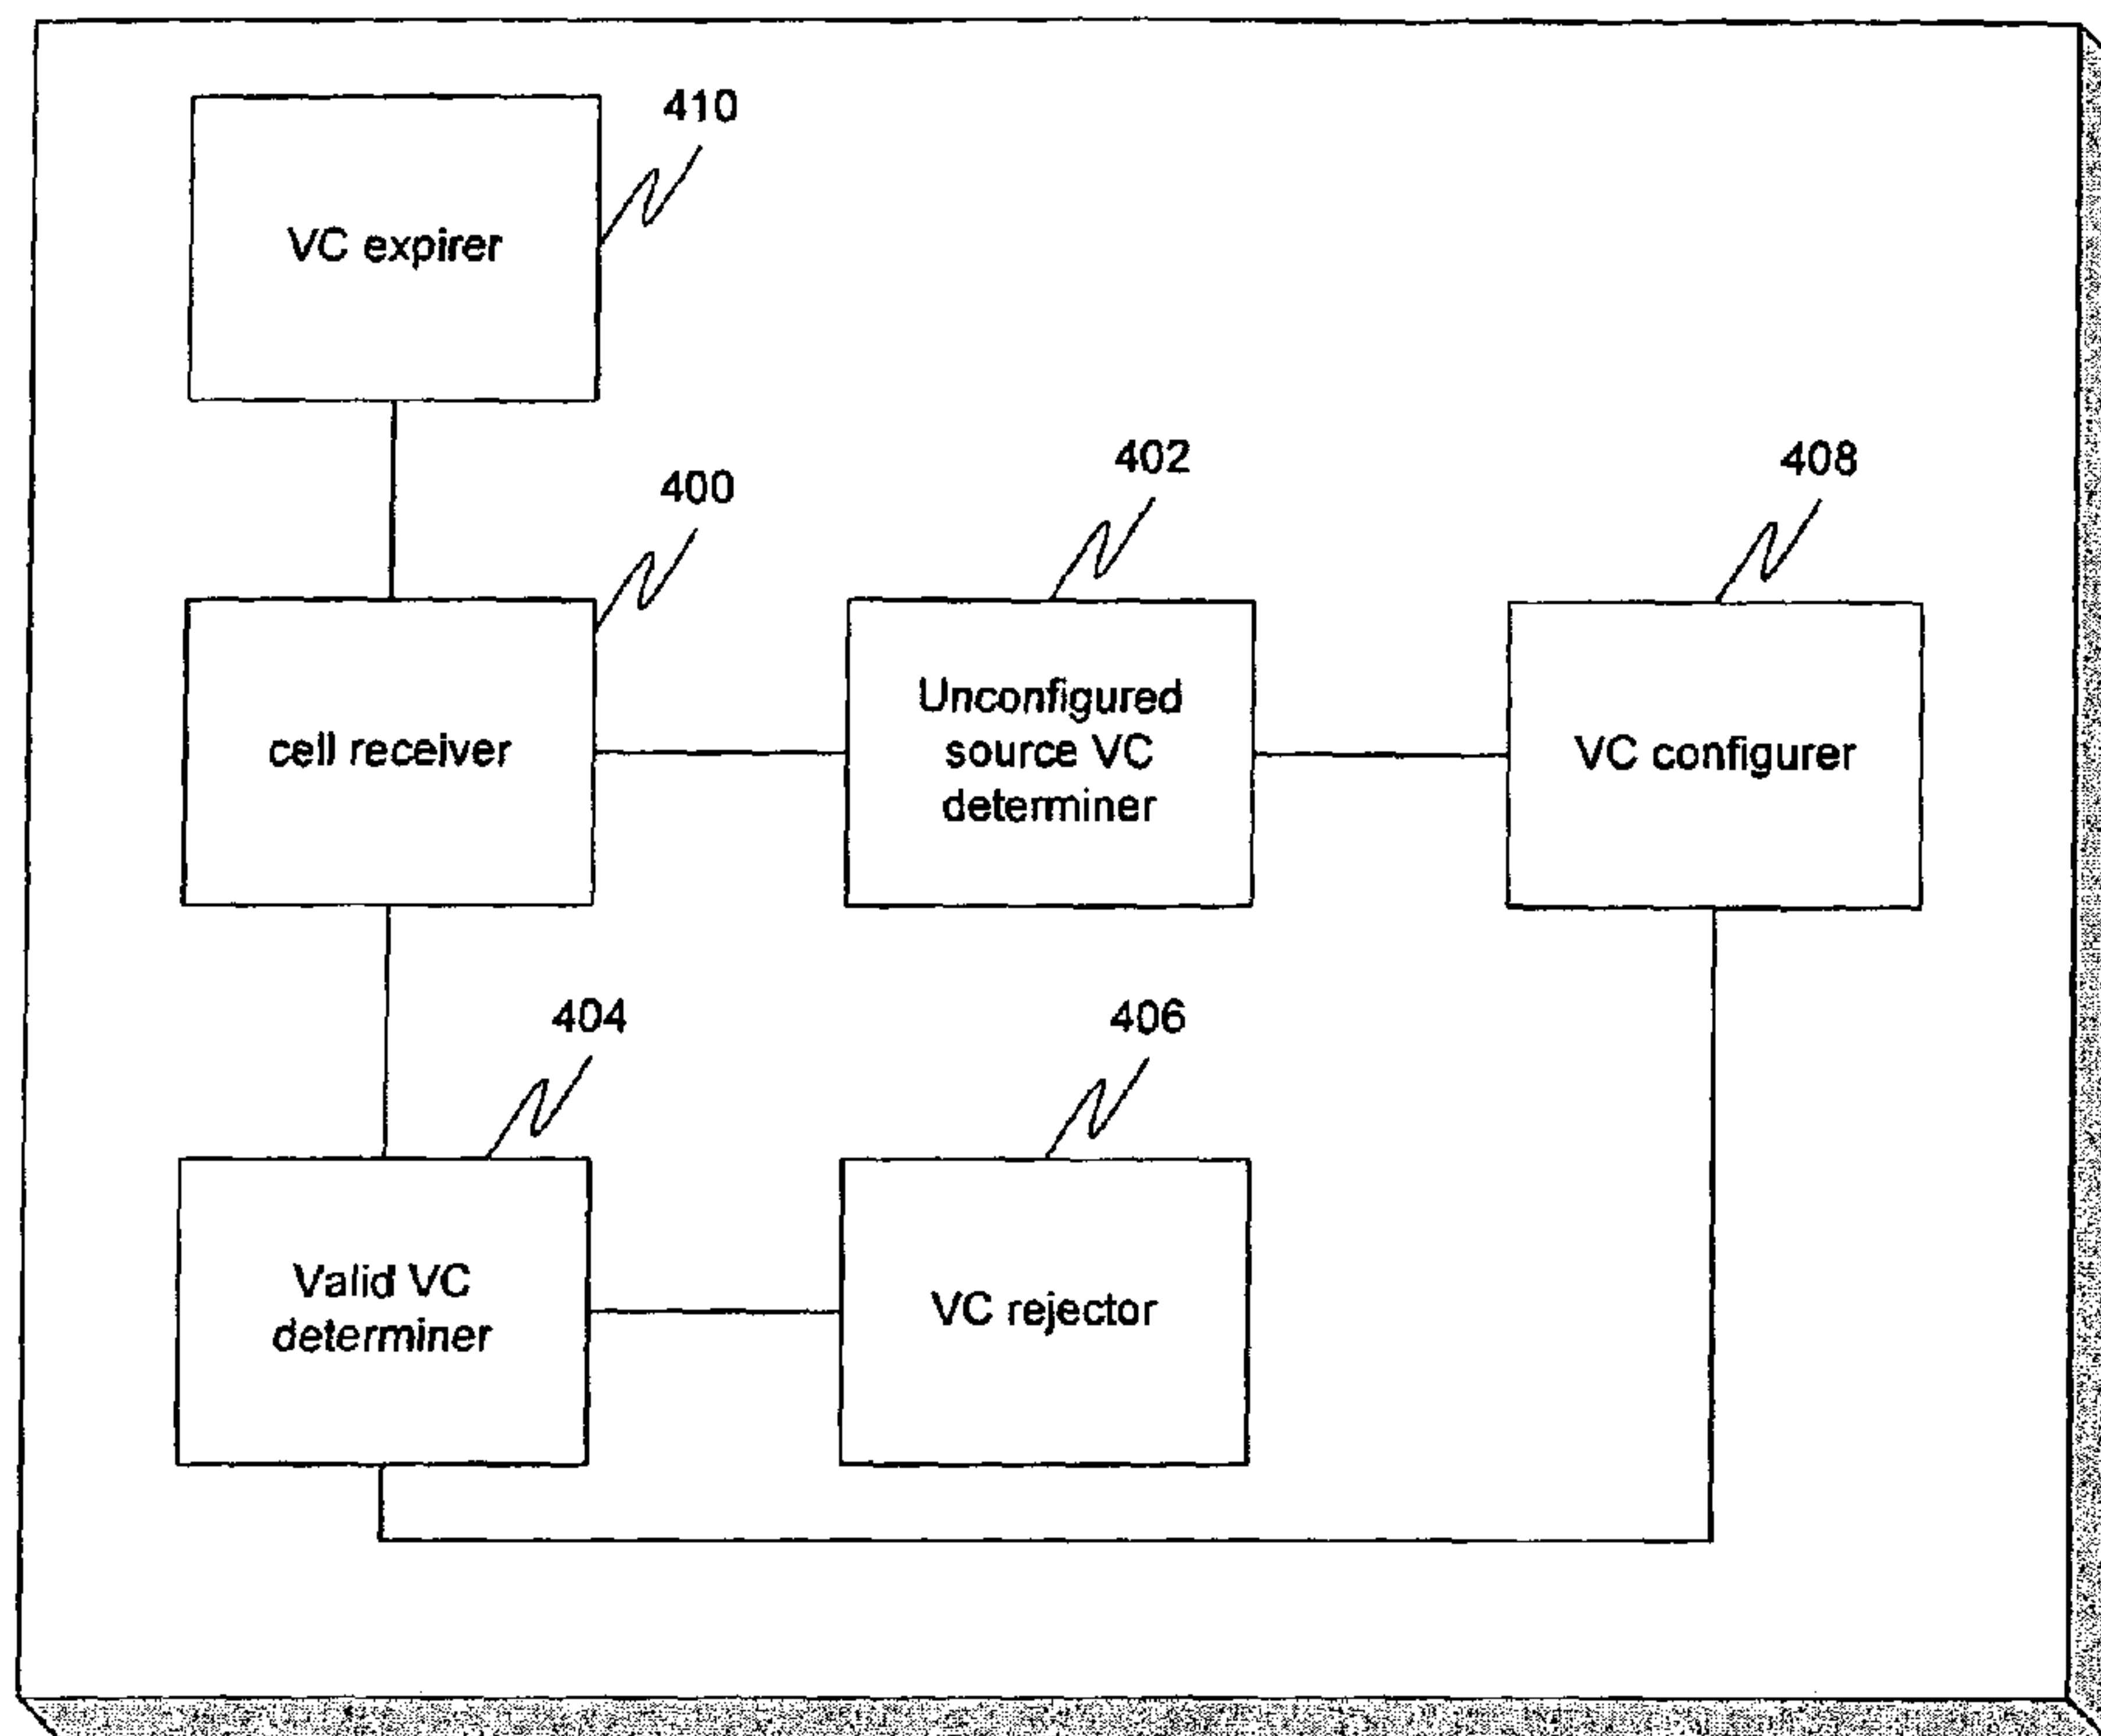 410
VC expirer
400
402
408
cell receiver
Unconfigured
source VC
determiner
VC configurer
404
406
Valid VC
determiner
VC rejector